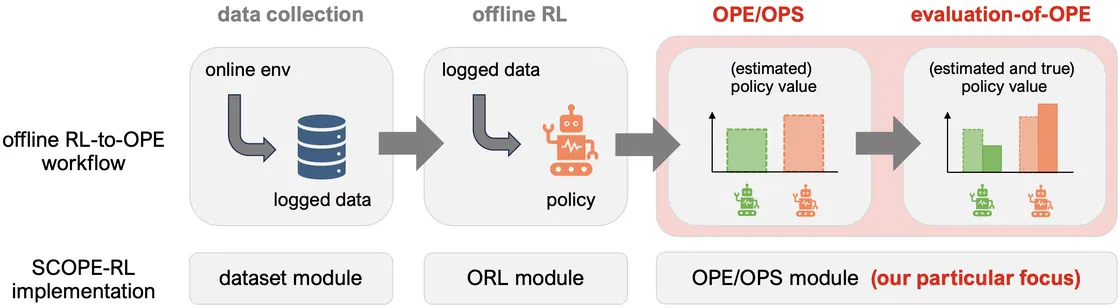 data collection
offline RL
OPE/OPS
evaluation-of-OPE
offline RL-to-OPE
workflow
online env
logged data
logged data
policy
(estimated)
policy value
(estimated and true)
policy value
SCOPE-RL
implementation
dataset module
ORL module
OPE/OPS module (our particular focus)